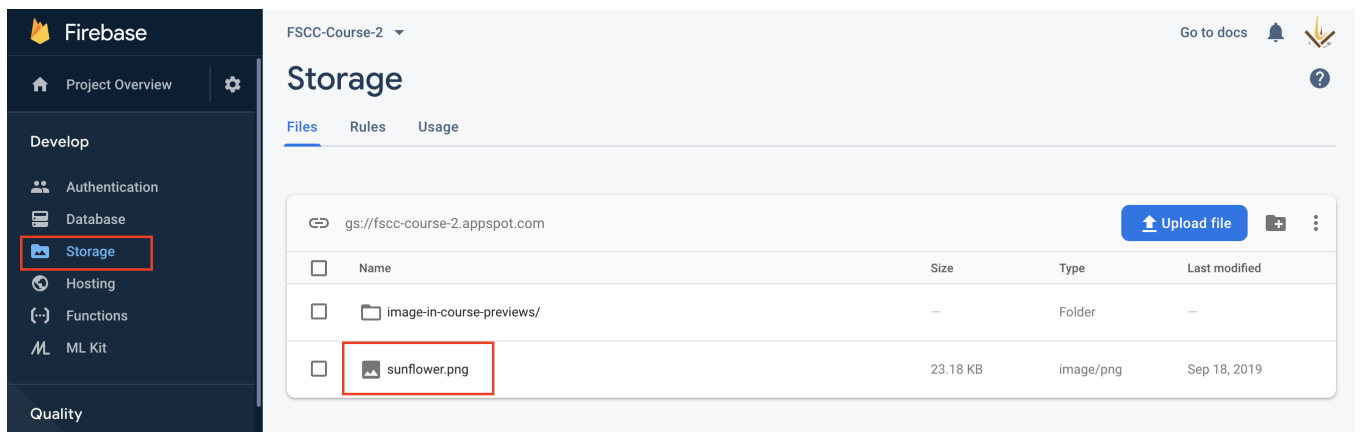 Firebase
FSCC-Course-2
Go to docs
Project Overview
Storage
Files Rules Usage
Develop
Authentication
Database
Storage
Hosting
Functions
ML Kit
Quality
gs://fscc-course-2.appspot.com
Upload file
Name Size Type Last modified
image-in-course-previews/ — Folder —
sunflower.png 23.18 KB image/png Sep 18, 2019